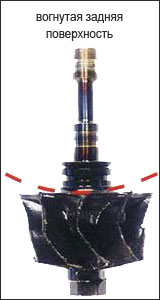 вогнутая задняя
поверхность